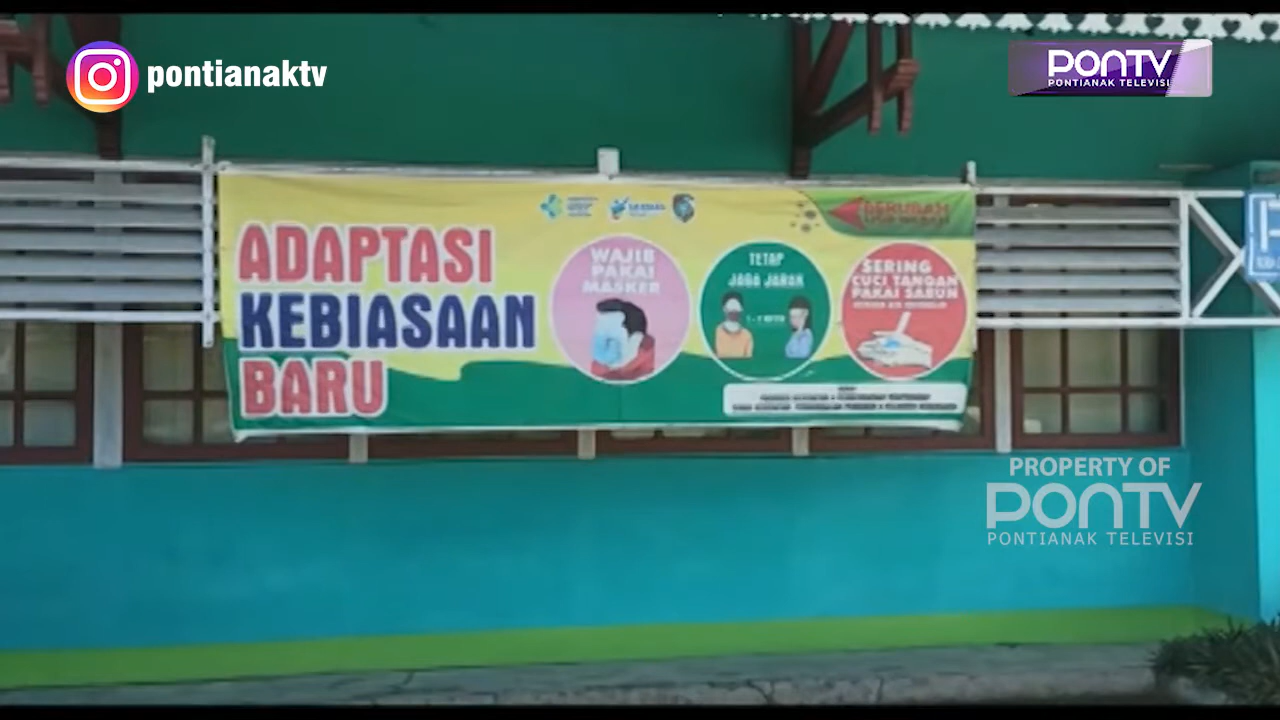 pontianaktv
PONTV
PONTIANAK TELEVISI
ADAPTASI
KEBIASAAN
BARU
WAJIB
PAKAI
MASKER
TETAP
JAGA JARAK
SERING
CUCI TANGAN
PAKAI SABUN
PROPERTY OF
PONTV
PONTIANAK TELEVISI